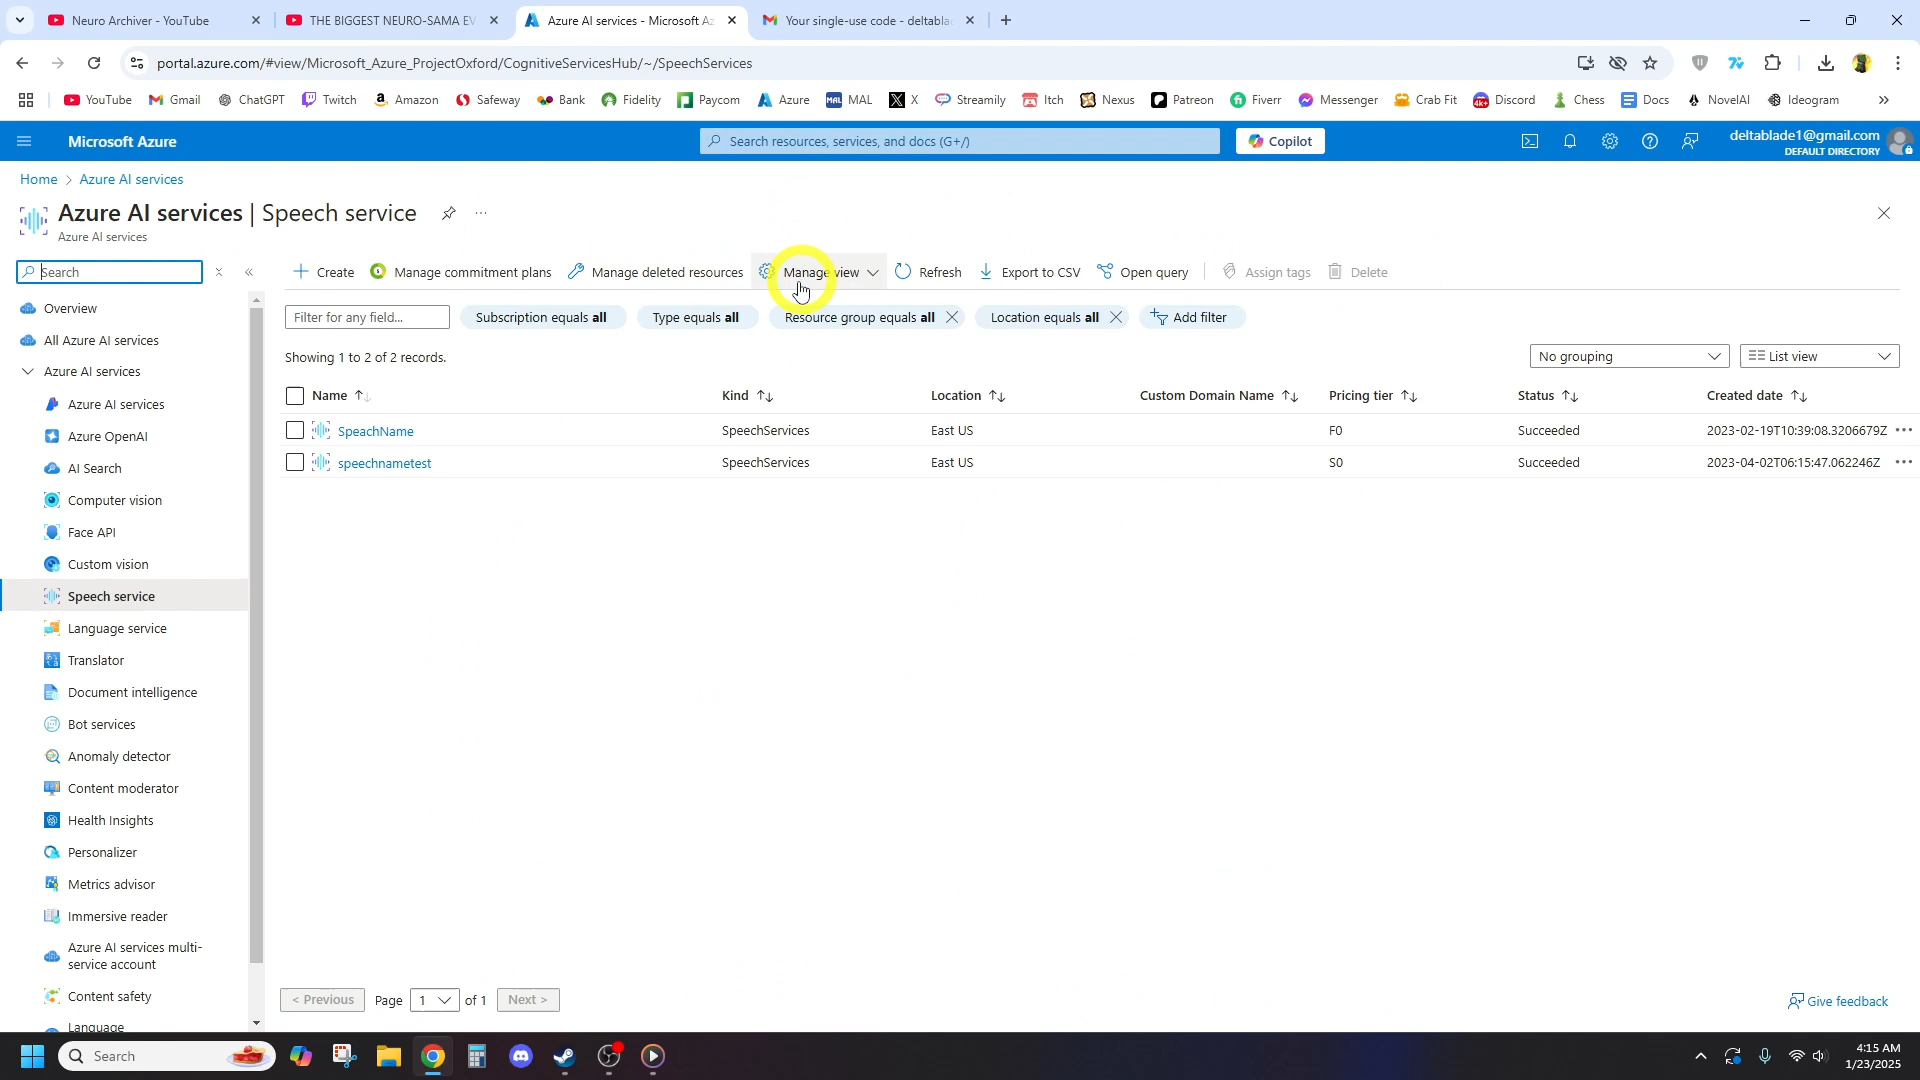 Neuro Archiver - YouTube
THE BIGGEST NEURO-SAMA EV
Azure AI services - Microsoft Az
Your single-use code - deltabla
portal.azure.com/#view/Microsoft_Azure_ProjectOxford/CognitiveServicesHub/~/SpeechServices
YouTube Gmail ChatGPT Twitch Amazon Safeway Bank Fidelity Paycom Azure MAL X Streamily Itch Nexus Patreon Fiverr Messenger Crab Fit Discord Chess Docs NovelAI Ideogram »
Microsoft Azure
Search resources, services, and docs (G+/)
Copilot
deltablade1@gmail.com
DEFAULT DIRECTORY
Home > Azure AI services
Azure AI services | Speech service
Azure AI services
Search
Create Manage commitment plans Manage deleted resources Manage view Refresh Export to CSV Open query Assign tags Delete
Filter for any field...
Subscription equals all
Type equals all
Resource group equals all
Location equals all
Add filter
Showing 1 to 2 of 2 records.
No grouping
List view
Name Kind Location Custom Domain Name Pricing tier Status Created date
SpeachName SpeechServices East US F0 Succeeded 2023-02-19T10:39:08.3206679Z
speechnametest SpeechServices East US S0 Succeeded 2023-04-02T06:15:47.062246Z
Overview
All Azure AI services
Azure AI services
Azure AI services
Azure OpenAI
AI Search
Computer vision
Face API
Custom vision
Speech service
Language service
Translator
Document intelligence
Bot services
Anomaly detector
Content moderator
Health Insights
Personalizer
Metrics advisor
Immersive reader
Azure AI services multi-
service account
Content safety
Language
< Previous Page 1 of 1 Next >
Give feedback
Search
4:15 AM
1/23/2025